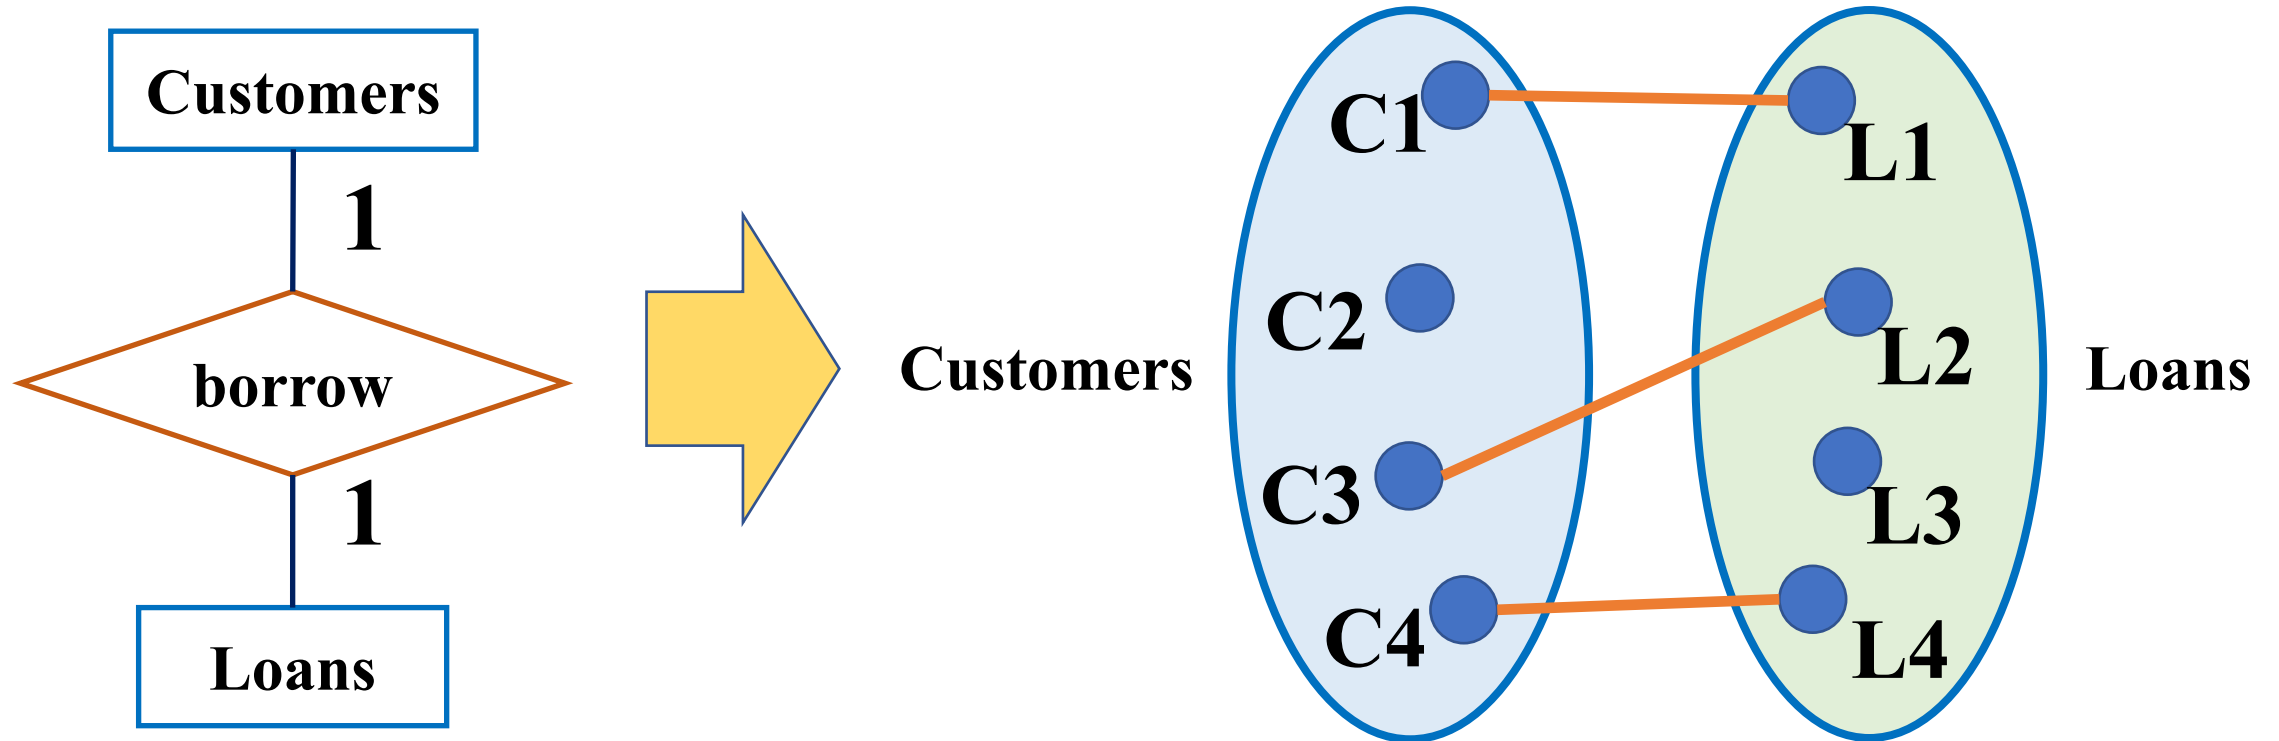 Customers
1
borrow
1
Loans
Customers
C1
C2
C3
C4
L1
L2
L3
L4
Loans